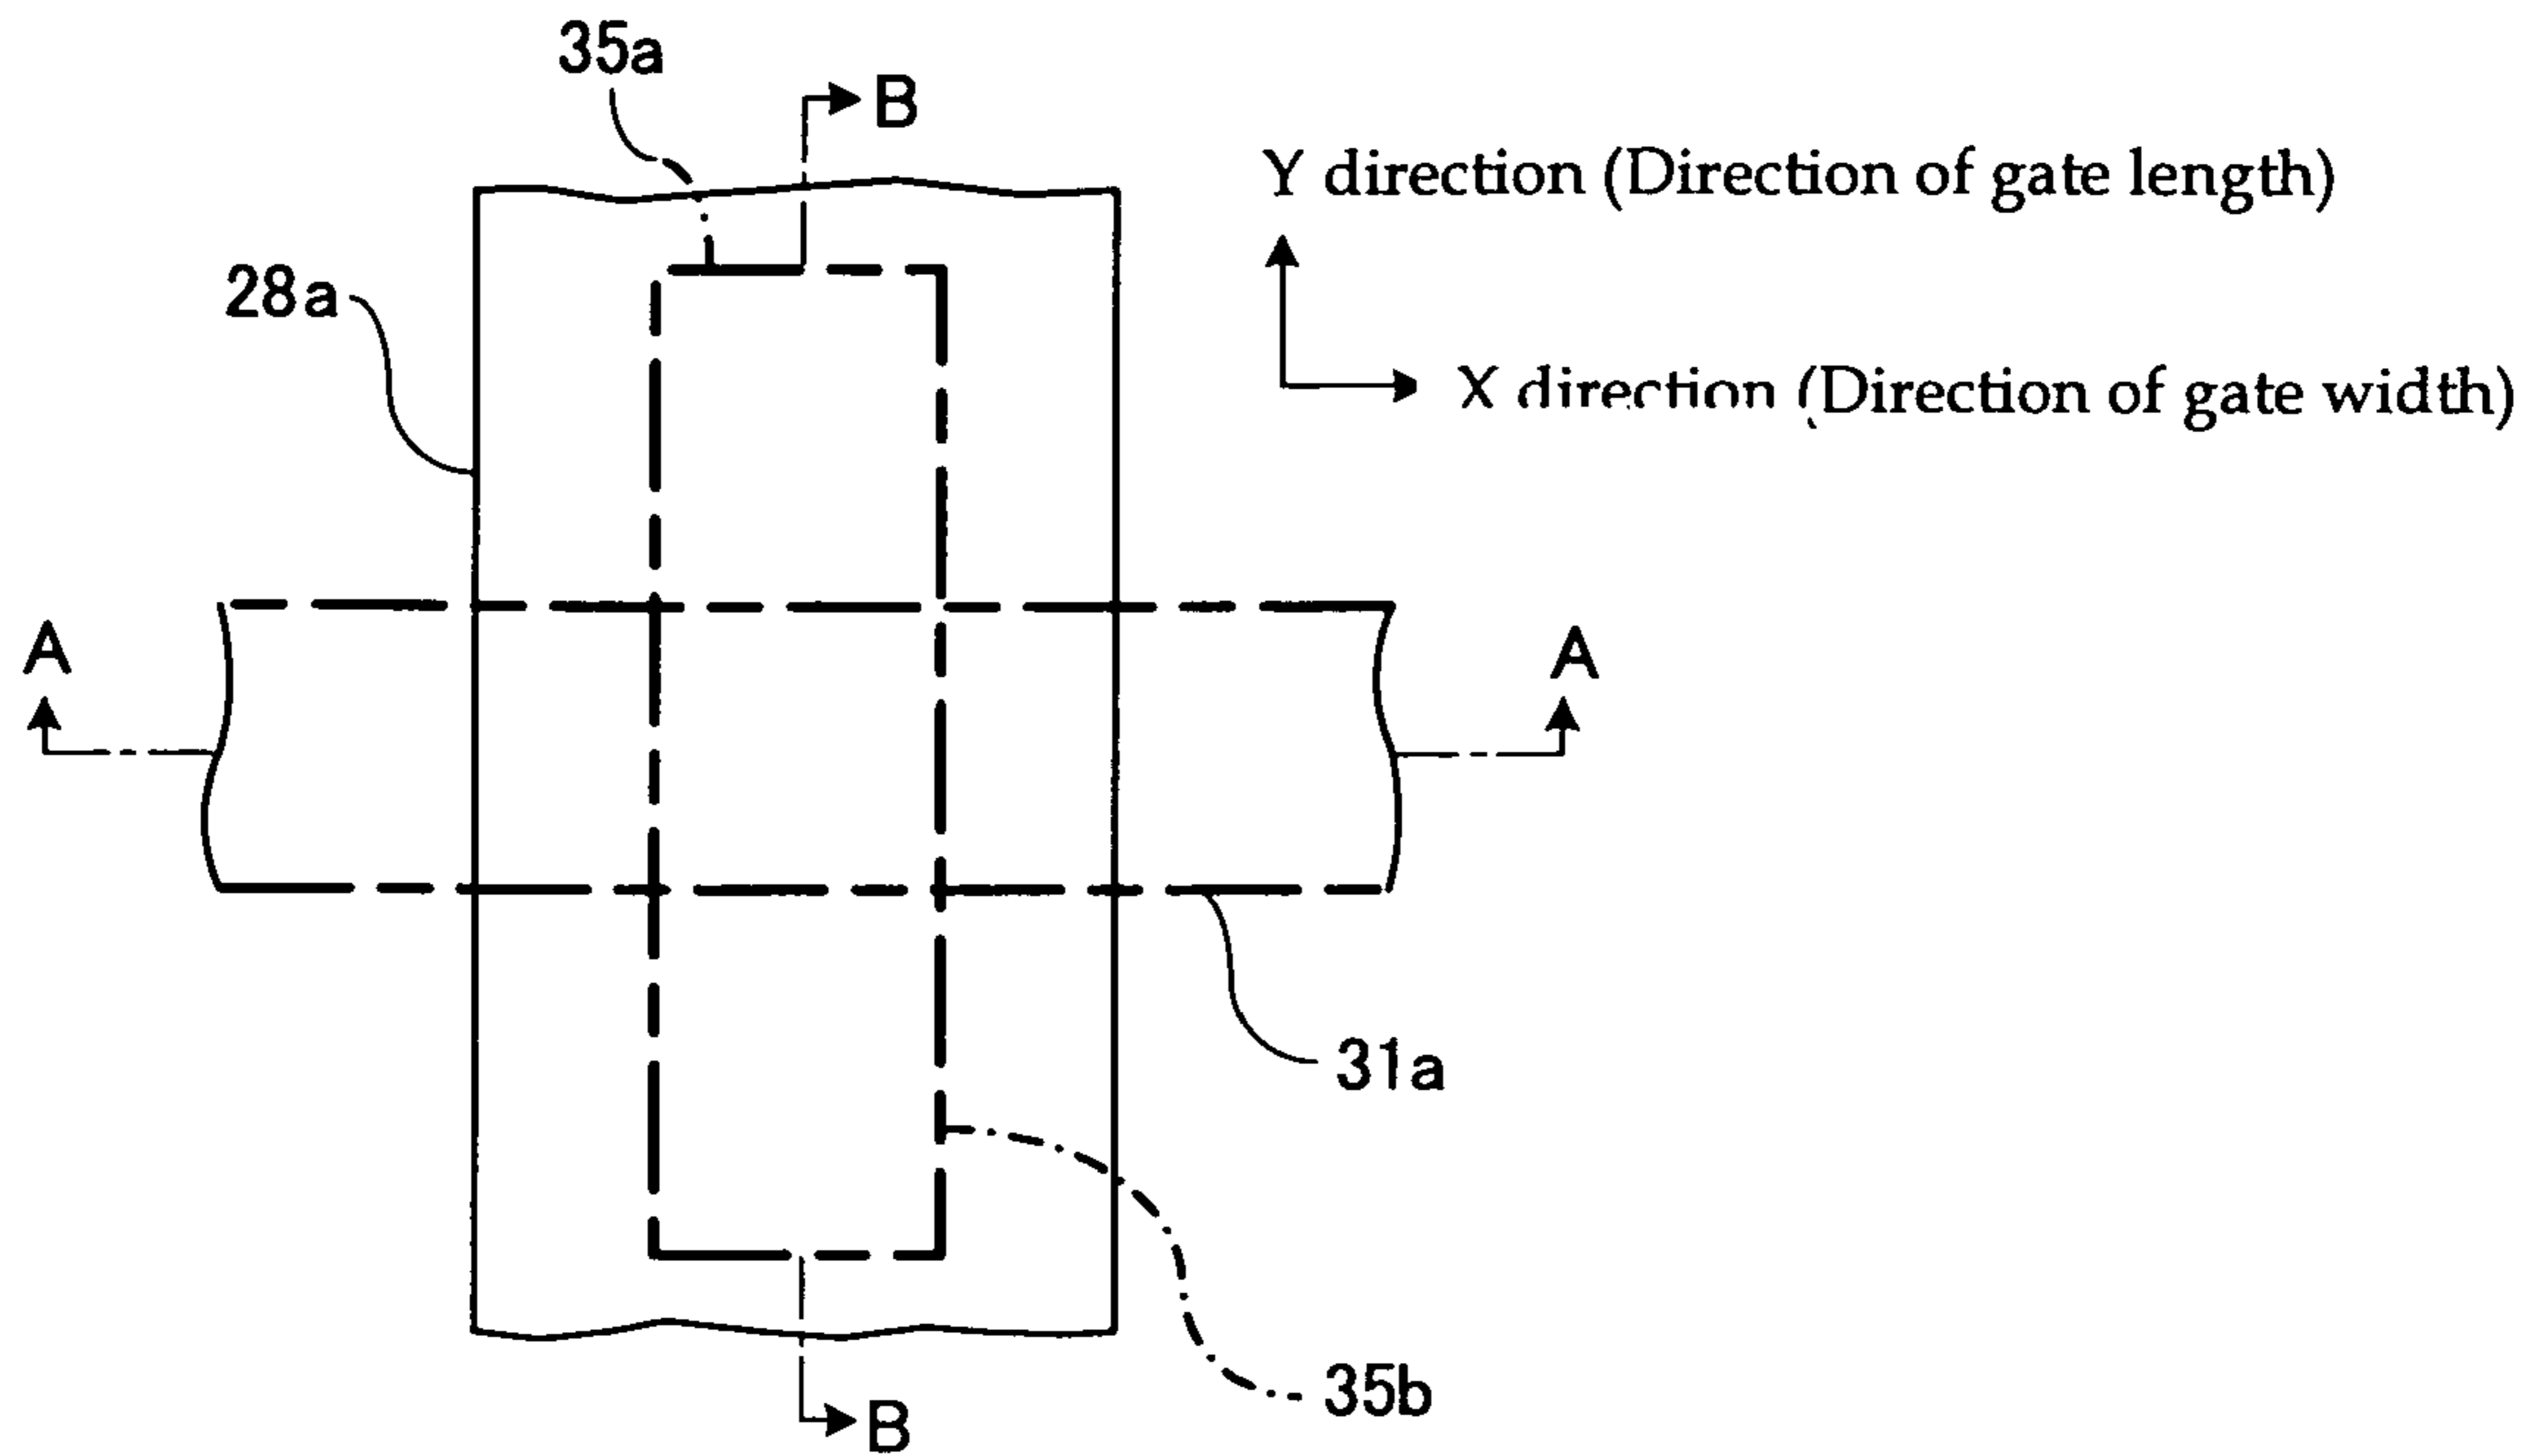 35a
B
Y direction (Direction of gate length)
28a
X direction (Direction of gate width)
A
A
31a
35b
B